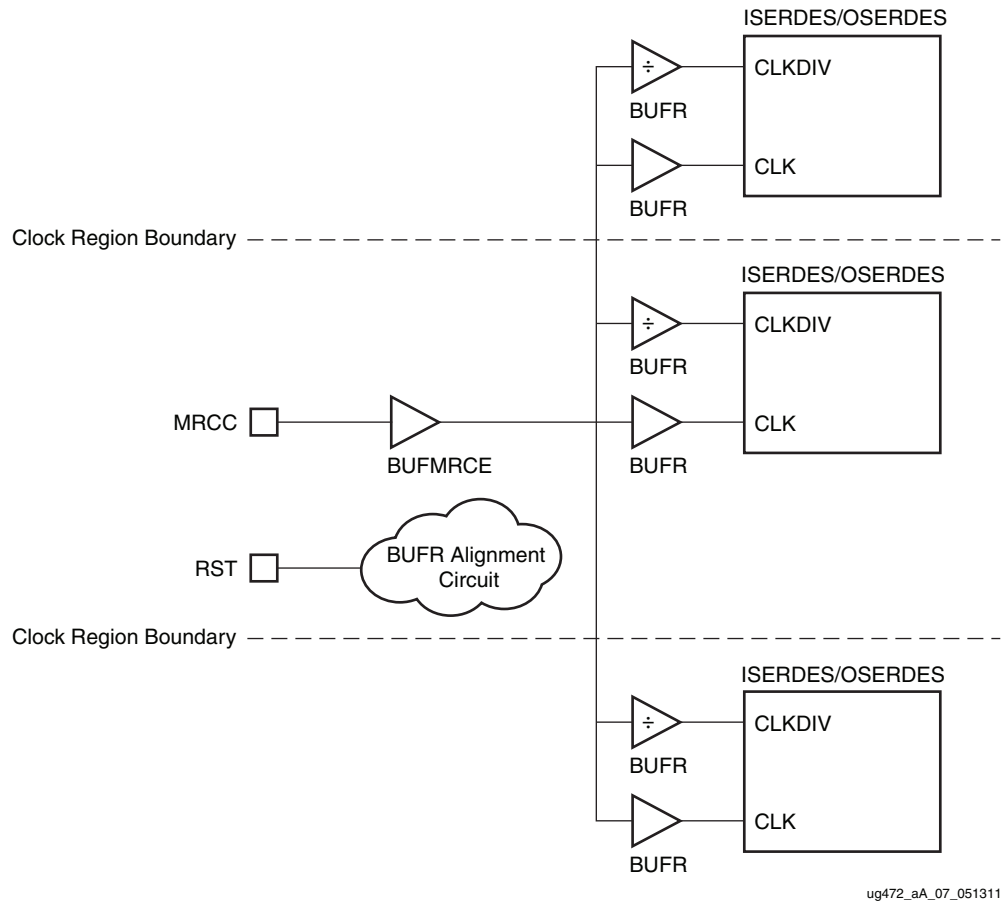 ISERDES/OSERDES
÷
CLKDIV
BUFR
CLK
BUFR
Clock Region Boundary
ISERDES/OSERDES
÷
CLKDIV
BUFR
MRCC
CLK
BUFMRCE
BUFR
RST
BUFR Alignment
Circuit
Clock Region Boundary
ISERDES/OSERDES
÷
CLKDIV
BUFR
CLK
BUFR
ug472_aA_07_051311